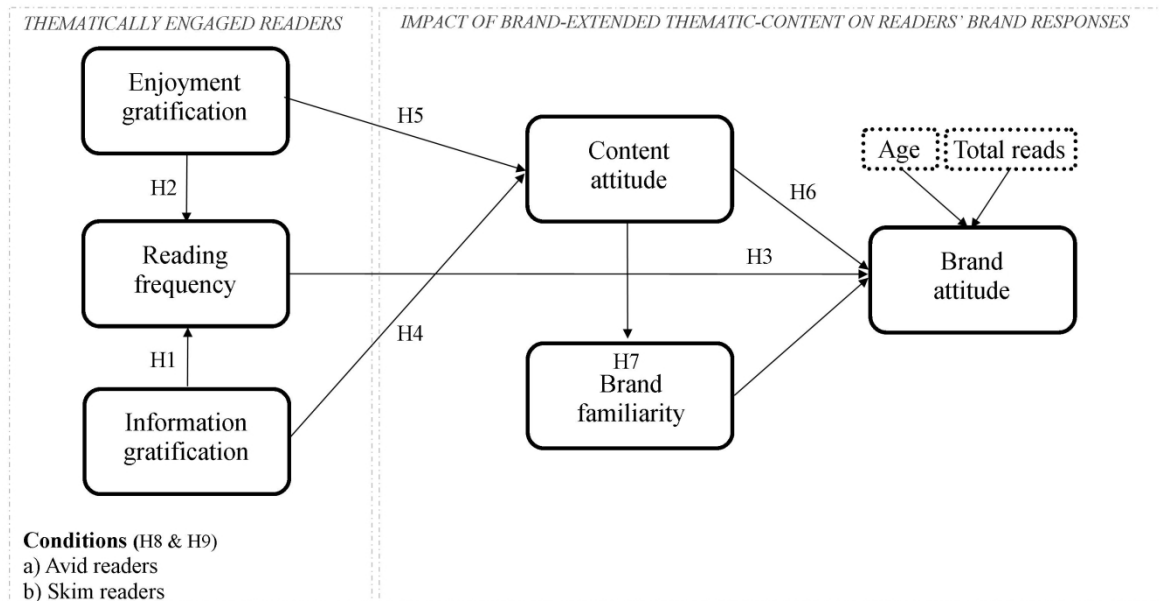 THEMATICALLY ENGAGED READERS
IMPACT OF BRAND-EXTENDED THEMATIC-CONTENT ON READERS' BRAND RESPONSES
Enjoyment
gratification
H5
H2
Content
attitude
Age
Total reads
H6
Reading
frequency
H3
Brand
attitude
H1
H4
H7
Brand
familiarity
Information
gratification
Conditions (H8 & H9)
a) Avid readers
b) Skim readers